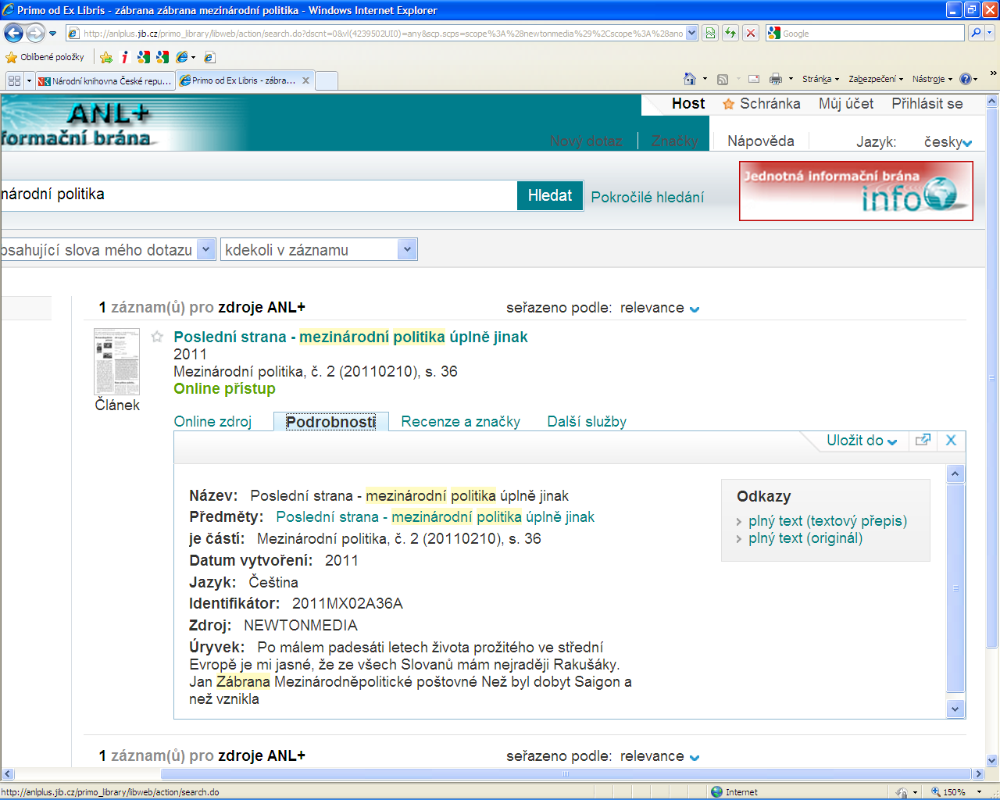 Primo od Ex Libris - zábrana zábrana mezinárodní politika - Windows Internet Explorer
http://anlplus.jib.cz/primo_library/libweb/action/search.do?dscnt=0&vl(4239502UI0)=any&scp.scps=scope%3A%28newtonmedia%29%2Cscope%3A%28ano
Google
Oblíbené položky
Národní knihovna České repu...
Primo od Ex Libris - zábra...
Stránka
Zabezpečení
Nástroje
ANL+
formační brána
Host
Schránka
Můj účet
Přihlásit se
Nový dotaz
Značky
Nápověda
Jazyk:
česky
národní politika
Hledat
Pokročilé hledání
Jednotná informační brána
info
bsahující slova mého dotazu
kdekoli v záznamu
1 záznam(ů) pro zdroje ANL+
seřazeno podle: relevance
Poslední strana - mezinárodní politika úplně jinak
2011
Mezinárodní politika, č. 2 (20110210), s. 36
Online přístup
Článek
Online zdroj
Podrobnosti
Recenze a značky
Další služby
Uložit do
X
Název: Poslední strana - mezinárodní politika úplně jinak
Předměty: Poslední strana - mezinárodní politika úplně jinak
je částí: Mezinárodní politika, č. 2 (20110210), s. 36
Datum vytvoření: 2011
Jazyk: Čeština
Identifikátor: 2011MX02A36A
Zdroj: NEWTONMEDIA
Úryvek: Po málem padesáti letech života prožitého ve střední
Evropě je mi jasné, že ze všech Slovanů mám nejraději Rakušáky.
Jan Zábrana Mezinárodněpolitické poštovné Než byl dobyt Saigon a
než vznikla
Odkazy
plný text (textový přepis)
plný text (originál)
1 záznam(ů) pro zdroje ANL+
seřazeno podle: relevance
http://anlplus.jib.cz/primo_library/libweb/action/search.do
Internet
150%